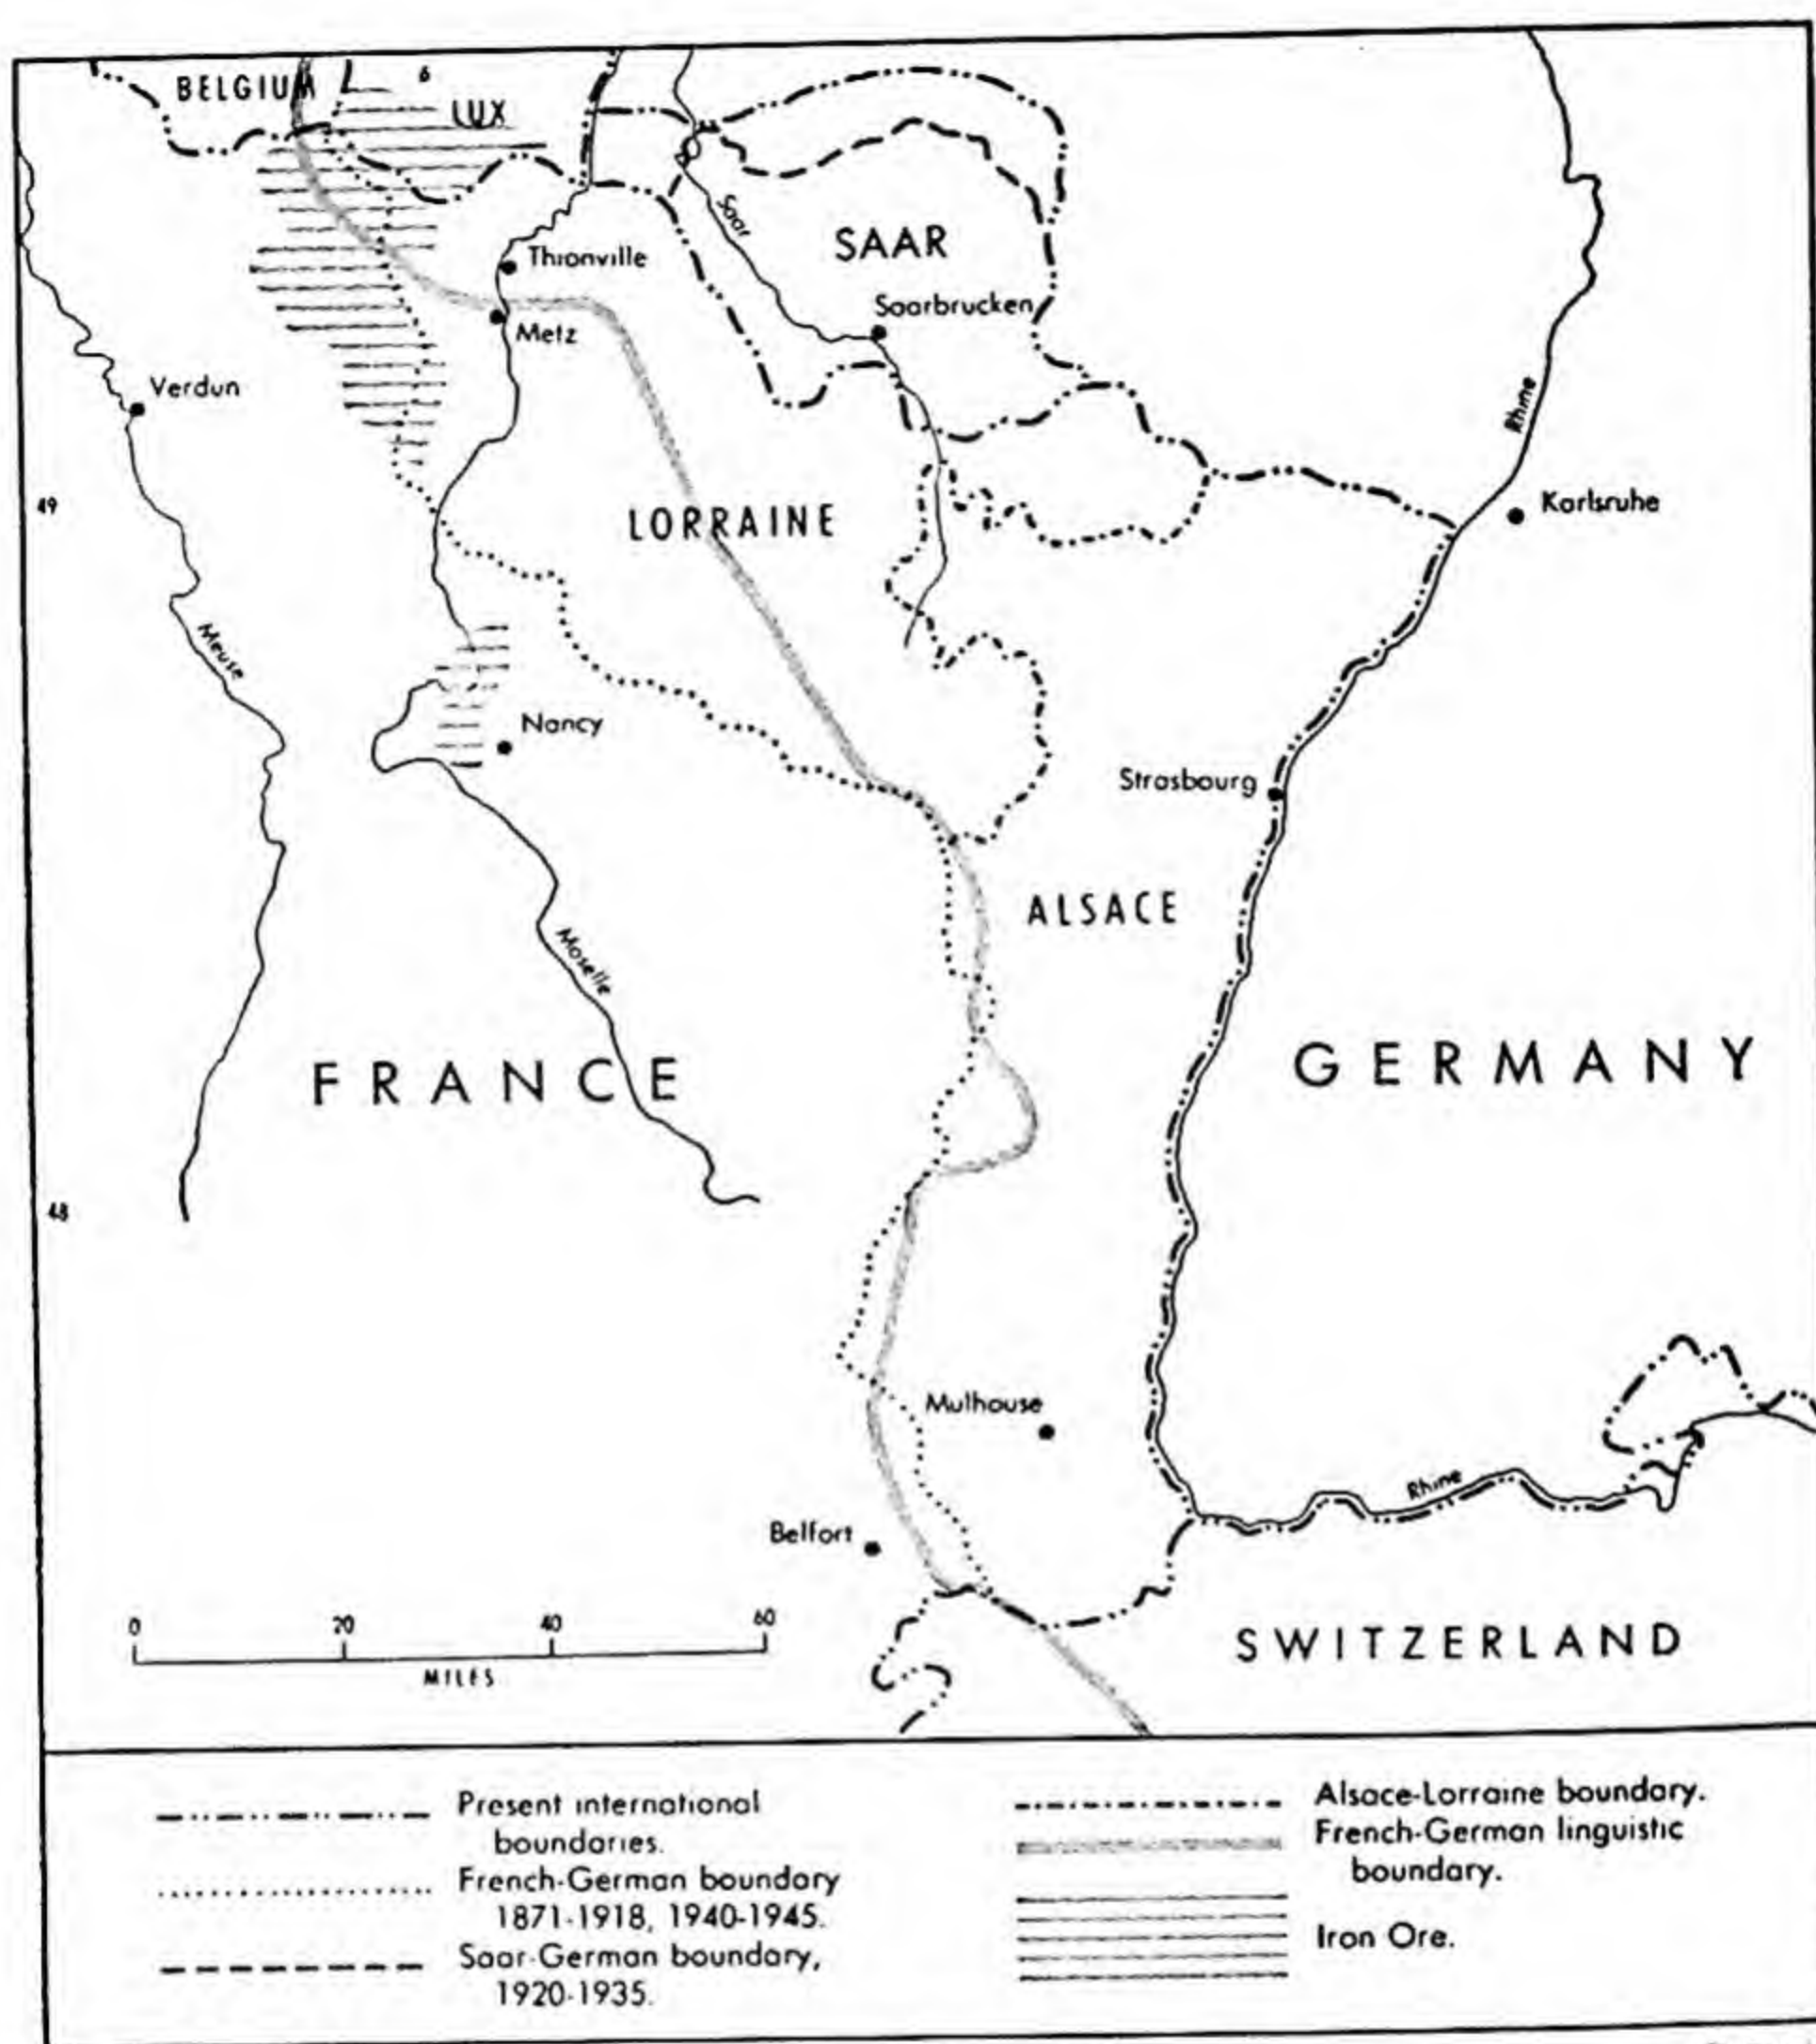 BELGIUM
6
LUX
Saar
SAAR
Thionville
Saarbrucken
Metz
Verdun
Rhine
49
Karlsruhe
LORRAINE
Meuse
Nancy
Strasbourg
ALSACE
Moselle
FRANCE
GERMANY
48
Mulhouse
Rhine
Belfort
0 20 40 60
MILES
SWITZERLAND
Present international
boundaries.
French-German boundary
1871-1918, 1940-1945.
Saar-German boundary,
1920-1935.
Alsace-Lorraine boundary.
French-German linguistic
boundary.
Iron Ore.